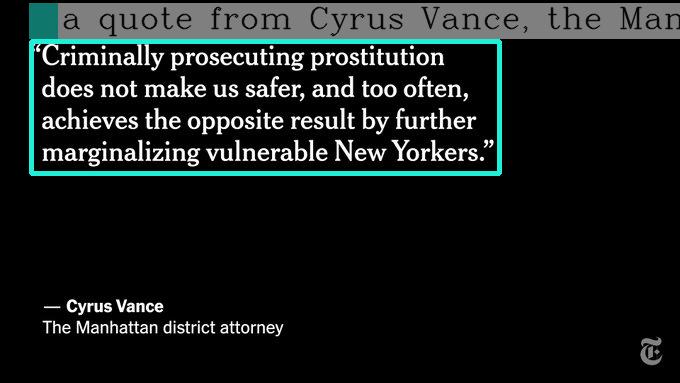 a quote from Cyrus Vance, the Man
“Criminally prosecuting prostitution
does not make us safer, and too often,
achieves the opposite result by further
marginalizing vulnerable New Yorkers.”
— Cyrus Vance
The Manhattan district attorney
T